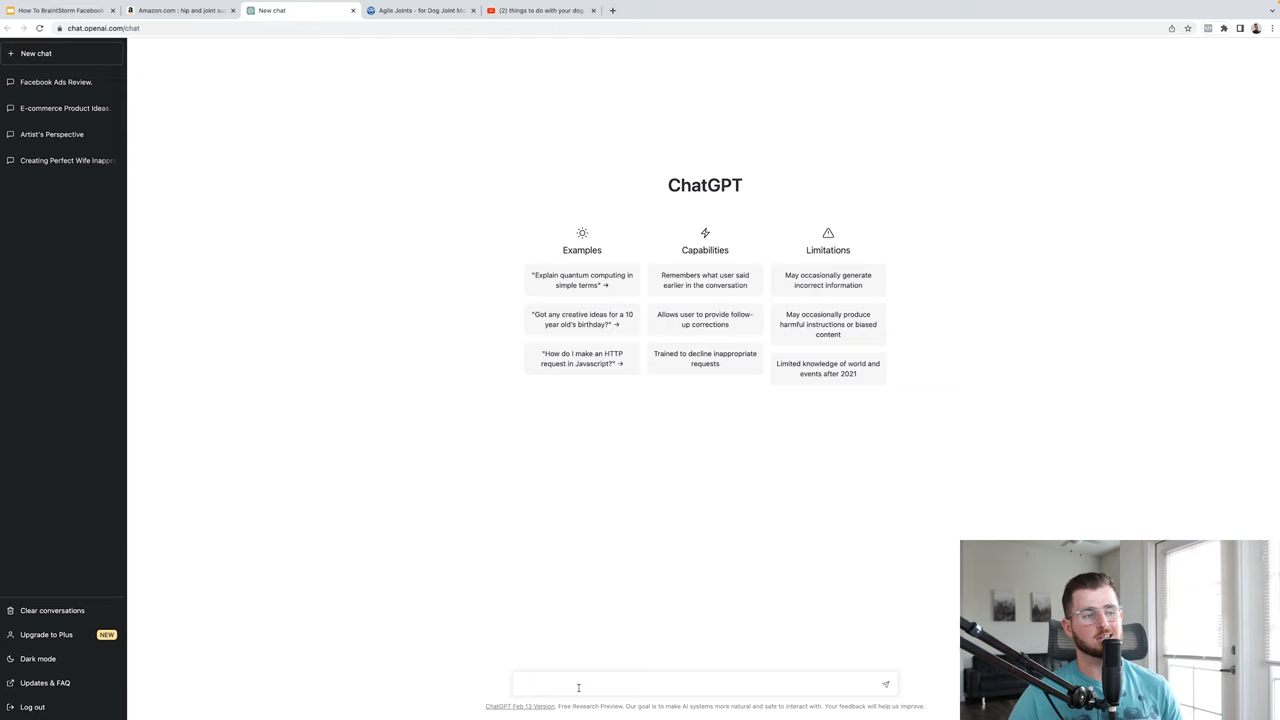 How To BraintStorm Facebook
Amazon.com : hip and joint su
New chat
Agile Joints - for Dog Joint Mo
(2) things to do with your dog
chat.openai.com/chat
New chat
Facebook Ads Review.
E-commerce Product Ideas.
Artist's Perspective
Creating Perfect Wife Inappr
ChatGPT
Examples
Capabilities
Limitations
"Explain quantum computing in
simple terms" →
Remembers what user said
earlier in the conversation
May occasionally generate
incorrect information
"Got any creative ideas for a 10
year old's birthday?" →
Allows user to provide follow-
up corrections
May occasionally produce
harmful instructions or biased
content
"How do I make an HTTP
request in Javascript?" →
Trained to decline inappropriate
requests
Limited knowledge of world and
events after 2021
Clear conversations
Upgrade to Plus
NEW
Dark mode
Updates & FAQ
Log out
ChatGPT Feb 13 Version. Free Research Preview. Our goal is to make AI systems more natural and safe to interact with. Your feedback will help us improve.